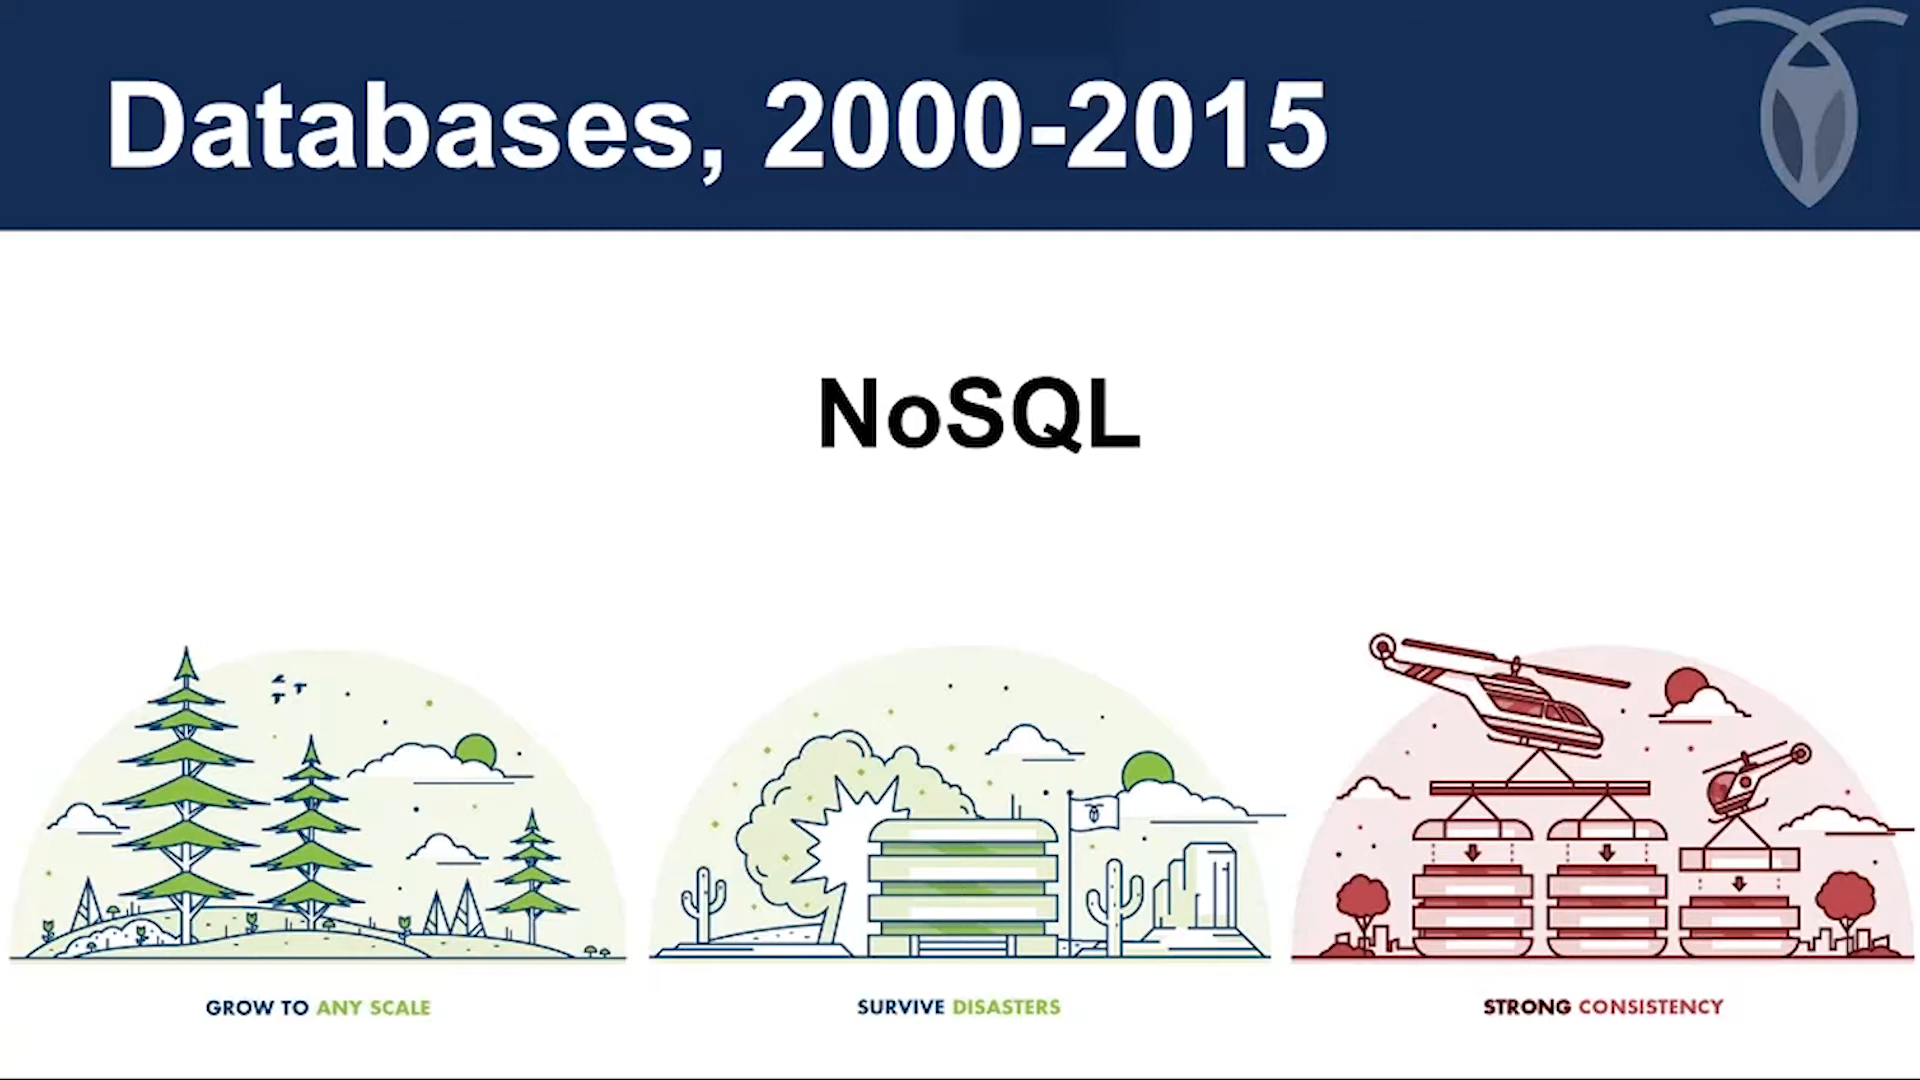 Databases, 2000-2015
NoSQL
GROW TO ANY SCALE
SURVIVE DISASTERS
STRONG CONSISTENCY